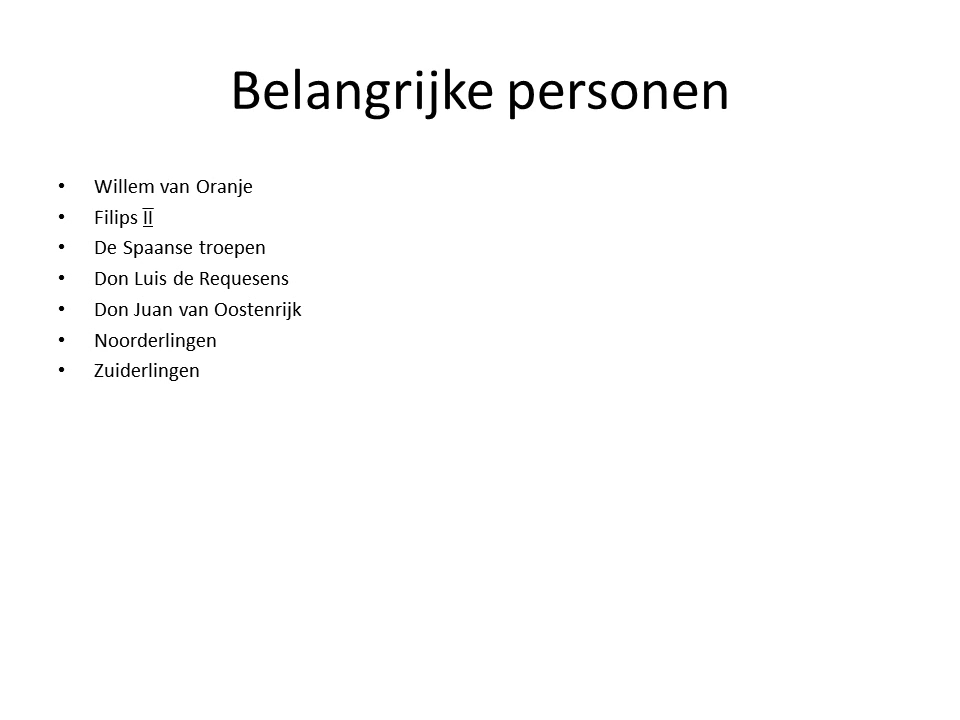 Belangrijke personen
• Willem van Oranje
• Filips II
• De Spaanse troepen
• Don Luis de Requesens
• Don Juan van Oostenrijk
• Noorderlingen
• Zuiderlingen